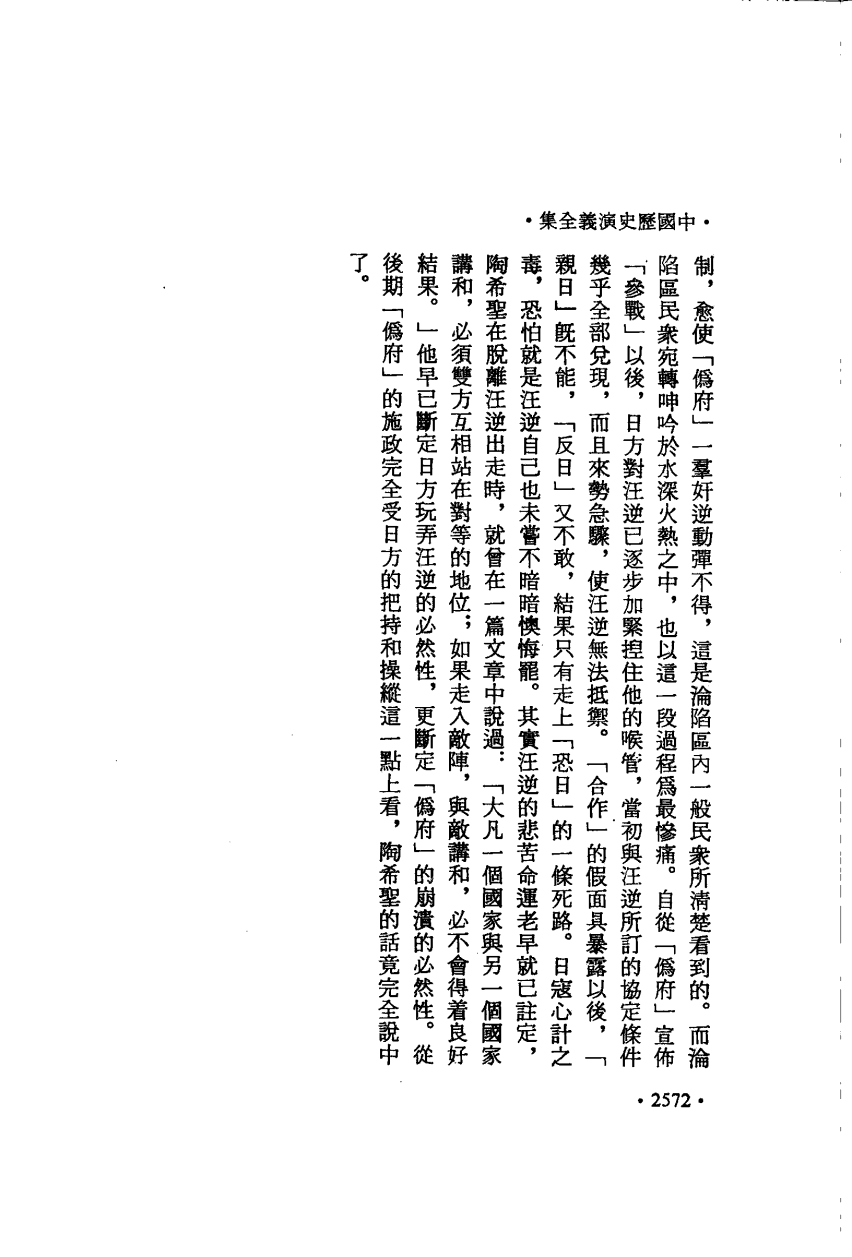 •中國歷史演義全集•
制，愈使「僞府」一羣奸逆動彈不得，這是淪陷區內一般民衆所淸楚看到的。而淪
陷區民衆宛轉呻吟於水深火熱之中，也以這一段過程爲最慘痛。自從「僞府」宣佈
「參戰」以後，日方對汪逆已逐步加緊揑住他的喉管，當初與汪逆所訂的協定條件
幾乎全部兌現，而且來勢急驟，使汪逆無法抵禦。「合作」的假面具暴露以後，「
親日」旣不能，「反日」又不敢，結果只有走上「恐日」的一條死路。日寇心計之
毒，恐怕就是汪逆自己也未嘗不暗暗懊悔罷。其實汪逆的悲苦命運老早就已註定，
陶希聖在脫離汪逆出走時，就曾在一篇文章中說過：「大凡一個國家與另一個國家
講和，必須雙方互相站在對等的地位；如果走入敵陣，與敵講和，必不會得着良好
結果。」他早已斷定日方玩弄汪逆的必然性，更斷定「僞府」的崩潰的必然性。從
後期「僞府」的施政完全受日方的把持和操縱這一點上看，陶希聖的話竟完全說中
了。
•2572•